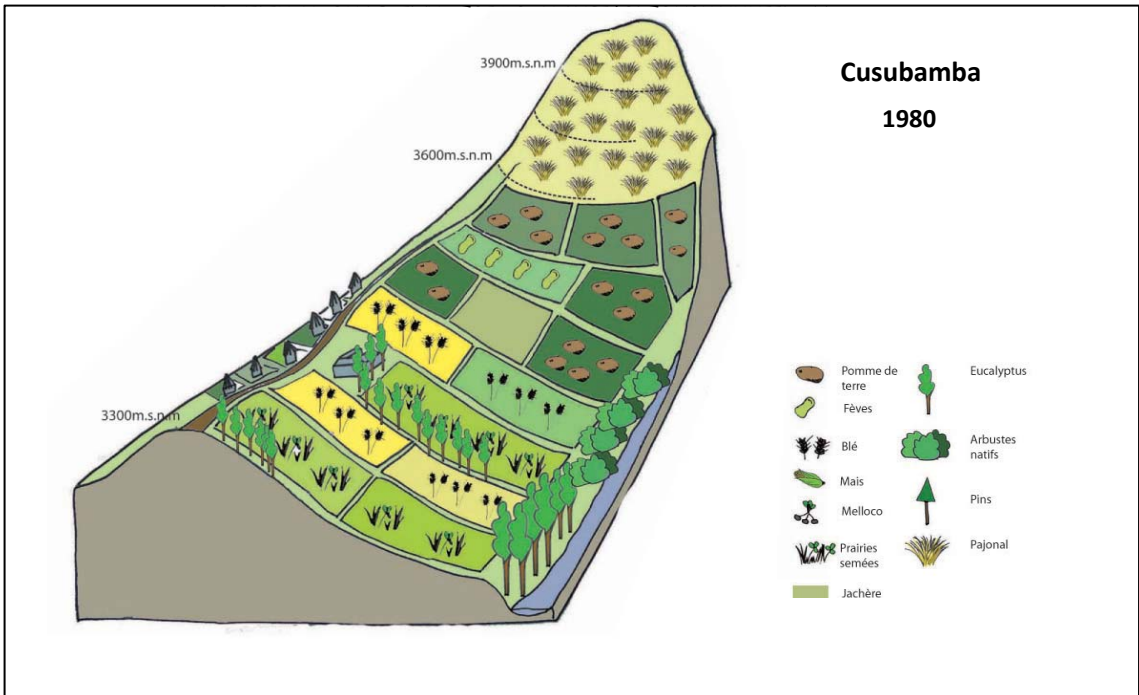 Cusubamba
1980
3900m.s.n.m
3600m.s.n.m
3300m.s.n.m
Pomme de
terre
Fèves
Blé
Mais
Melloco
Prairies
semées
Jachère
Eucalyptus
Arbustes
natifs
Pins
Pajonal